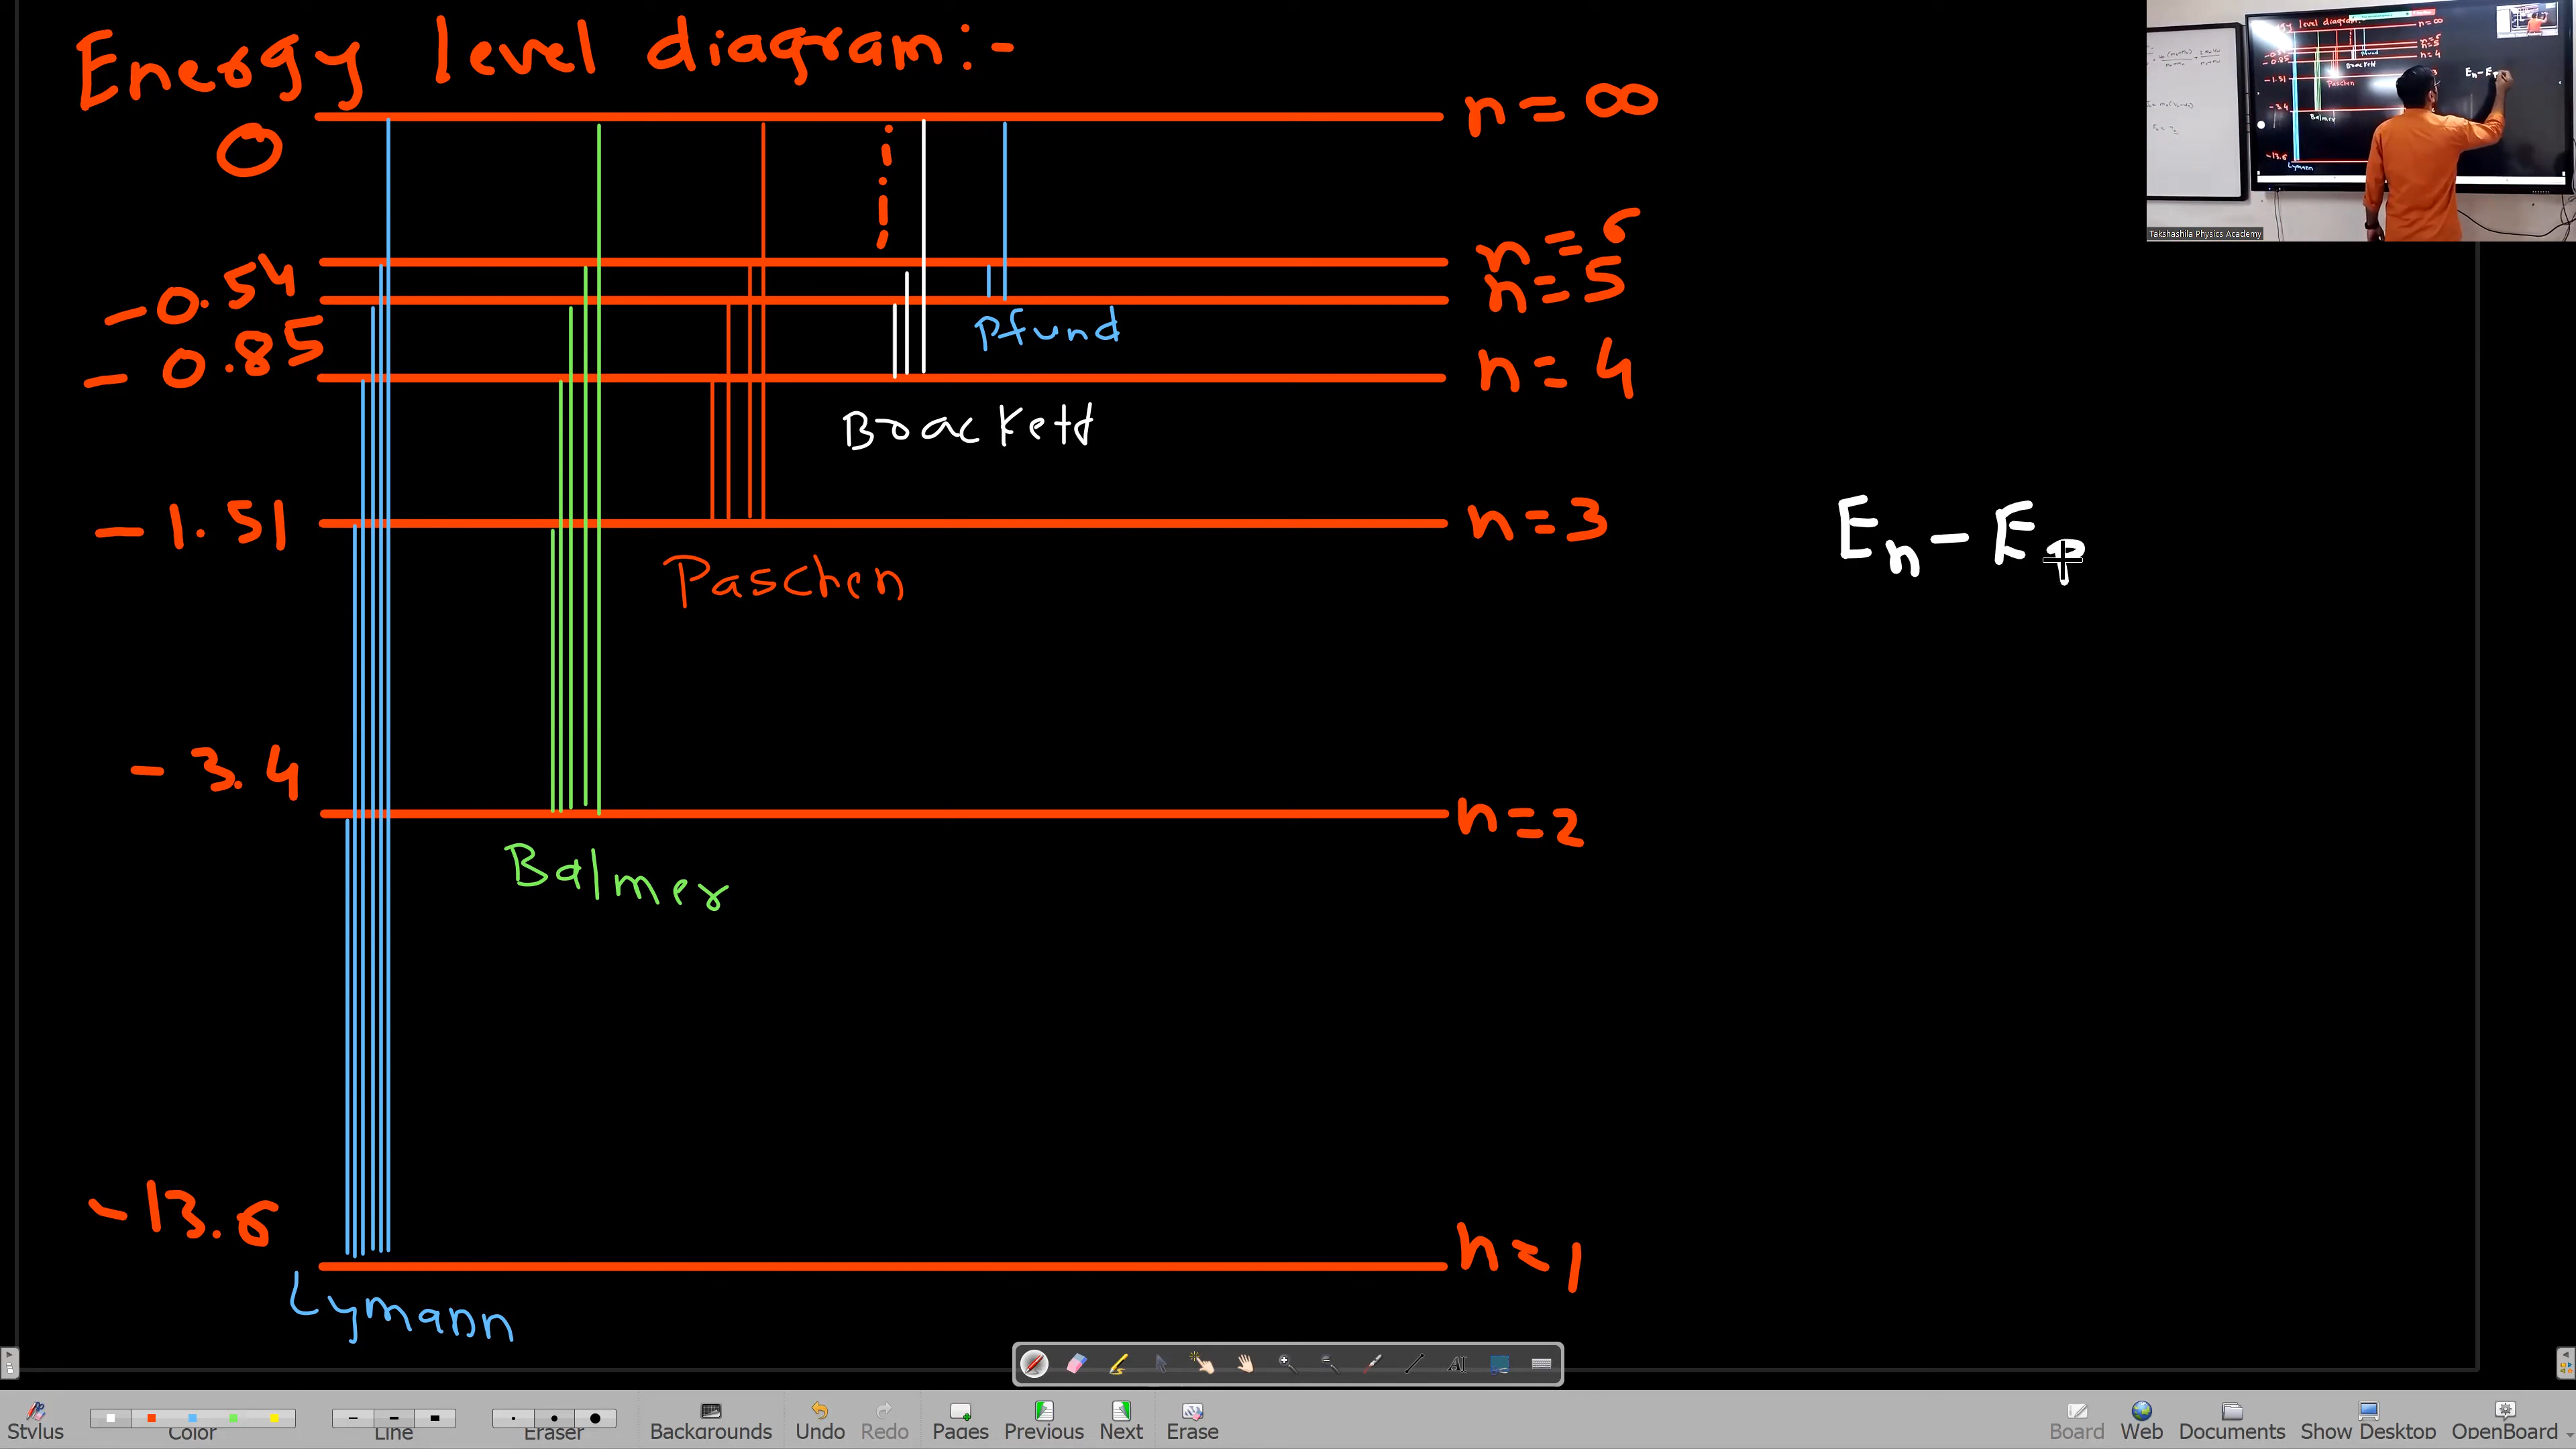 Energy level diagram:-
0
n = ∞
n = 6
-0.54
n = 5
-0.85
n = 4
Pfund
Brackett
-1.51
n = 3
Paschen
En - Ep
-3.4
n = 2
Balmer
-13.6
n = 1
Lymann
Takshashila Physics Academy
Stylus
Color
Line
Eraser
Backgrounds
Undo
Redo
Pages
Previous
Next
Erase
Board
Web
Documents
Show Desktop
OpenBoard